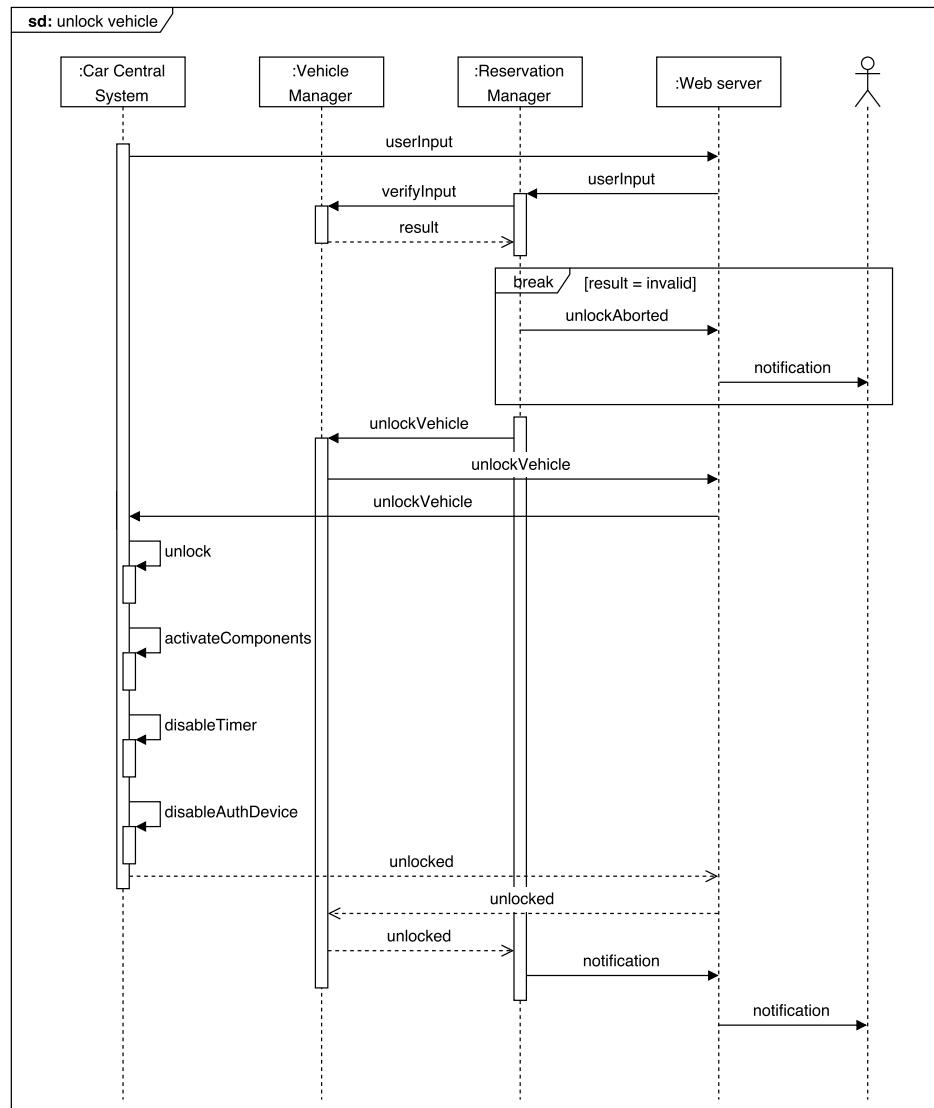 sd: unlock vehicle
:Car Central
System
:Vehicle
Manager
:Reservation
Manager
:Web server
userInput
userInput
verifyInput
result
break
[result = invalid]
unlockAborted
notification
unlockVehicle
unlockVehicle
unlockVehicle
unlock
activateComponents
disableTimer
disableAuthDevice
unlocked
unlocked
unlocked
notification
notification